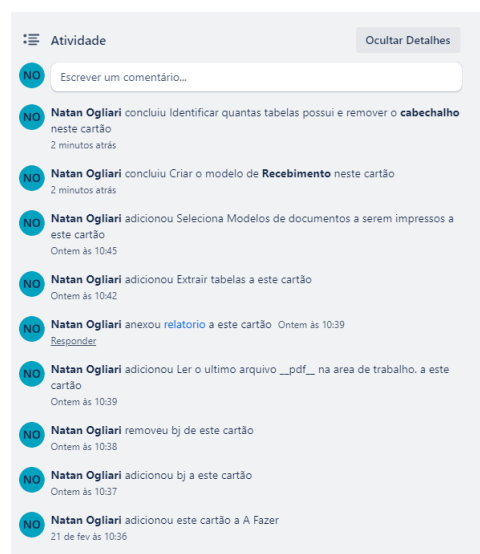 Atividade
Ocultar Detalhes
NO
Escrever um comentário...
NO
Natan Ogliari concluiu Identificar quantas tabelas possui e remover o cabechalho
neste cartão
2 minutos atrás
NO
Natan Ogliari concluiu Criar o modelo de Recebimento neste cartão
2 minutos atrás
NO
Natan Ogliari adicionou Seleciona Modelos de documentos a serem impressos a
este cartão
Ontem às 10:45
NO
Natan Ogliari adicionou Extrair tabelas a este cartão
Ontem às 10:42
NO
Natan Ogliari anexou relatorio a este cartão Ontem às 10:39
Responder
NO
Natan Ogliari adicionou Ler o ultimo arquivo __pdf__ na area de trabalho. a este
cartão
Ontem às 10:39
NO
Natan Ogliari removeu bj de este cartão
Ontem às 10:38
NO
Natan Ogliari adicionou bj a este cartão
Ontem às 10:37
NO
Natan Ogliari adicionou este cartão a A Fazer
21 de fev às 10:36